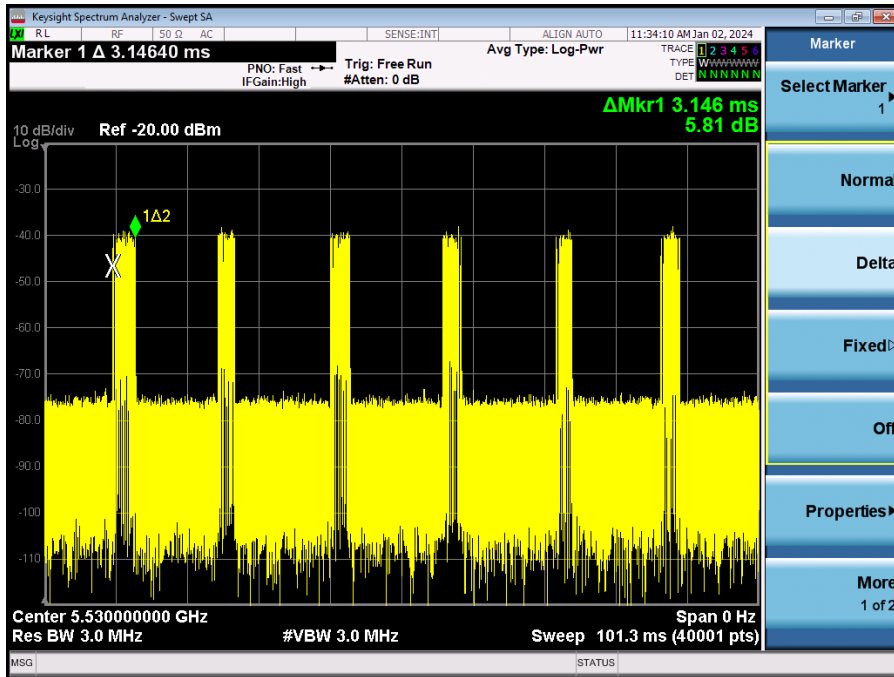 Keysight Spectrum Analyzer - Swept SA
LXI RL RF 50 Ω AC SENSE:INT ALIGN AUTO 11:34:10 AM Jan 02, 2024
Marker 1 Δ 3.14640 ms
PNO: Fast
IFGain:High
Trig: Free Run
#Atten: 0 dB
Avg Type: Log-Pwr
TRACE 1 2 3 4 5 6
TYPE WWWWWW
DET N N N N N N
ΔMkr1 3.146 ms
5.81 dB
10 dB/div Ref -20.00 dBm
Log
-30.0
1Δ2
-40.0
X
-50.0
-60.0
-70.0
-80.0
-90.0
-100
-110
Center 5.530000000 GHz Span 0 Hz
Res BW 3.0 MHz #VBW 3.0 MHz Sweep 101.3 ms (40001 pts)
MSG STATUS
Marker
Select Marker
1
Normal
Delta
Fixed
Off
Properties
More
1 of 2